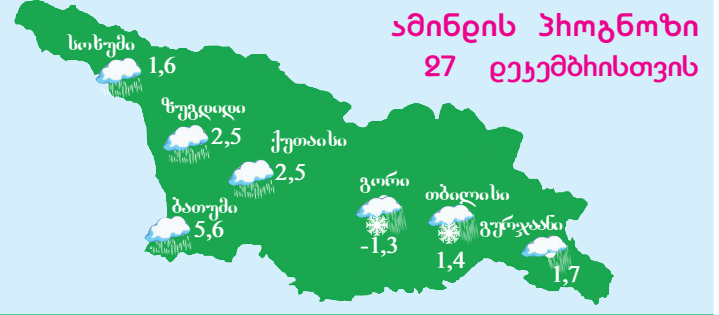 ამინდის პროგნოზი
27 დეკემბრისთვის
სოხუმი
1,6
ზუგდიდი
2,5
ქუთაისი
2,5
ბათუმი
5,6
გორი
-1,3
თბილისი
1,4
გურჯაანი
1,7